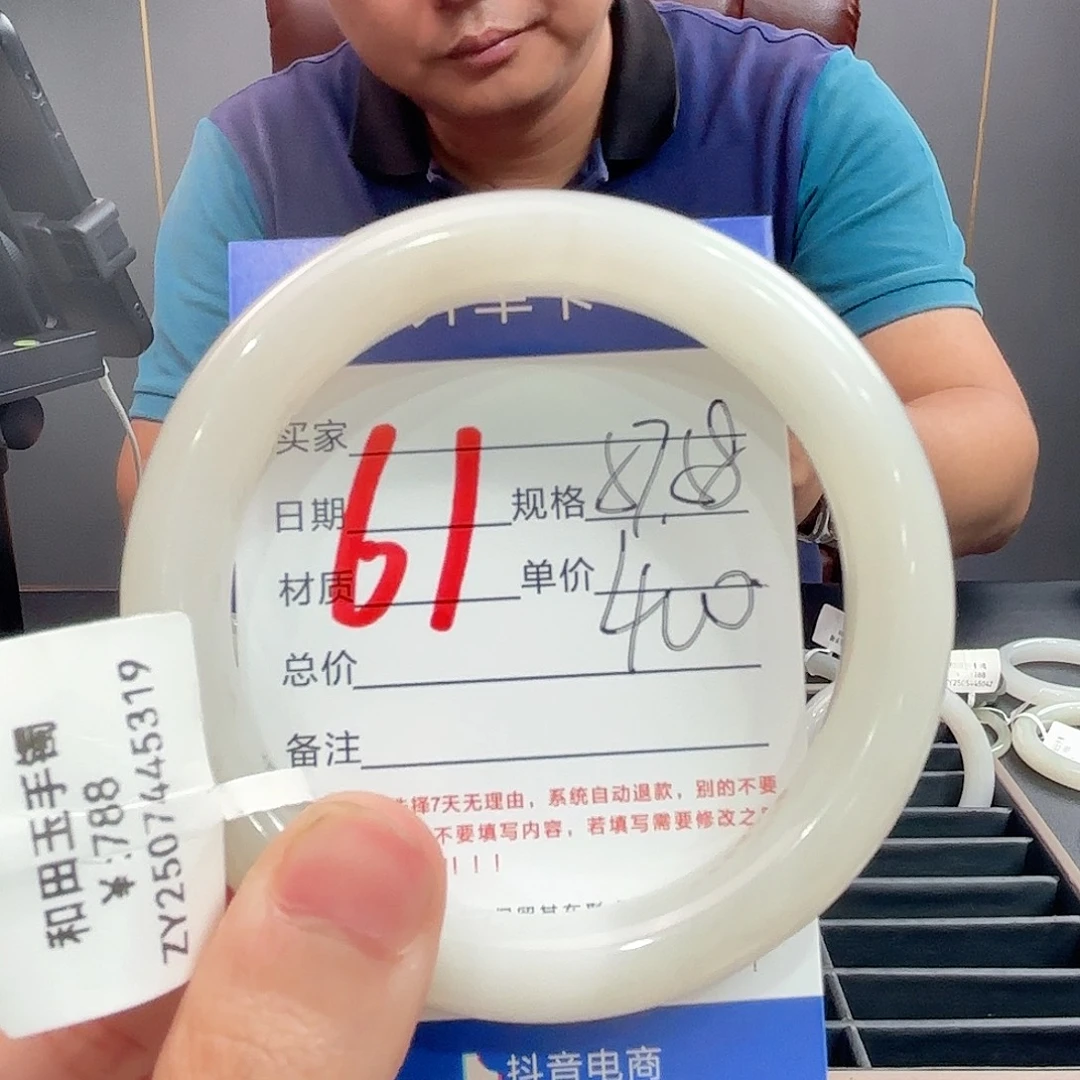 买家
日期 规格 8.7.8
材质 61 单价 400
总价
备注
择7天无理由，系统自动退款，别的不要
不要填写内容，若填写需要修改之
！！！
抖音电商
和田玉手镯
¥:788
ZY2507445319